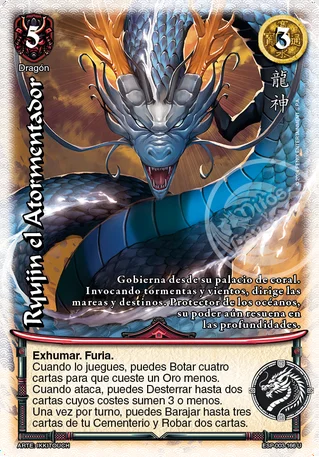 5
3
Dragón
龍神
Ryujin el Atormentador
Gobierna desde su palacio de coral.
Invocando tormentas y vientos, dirige las
mareas y destinos. Protector de los océanos,
su poder aún resuena en
las profundidades.
Exhumar. Furia.
Cuando lo juegues, puedes Botar cuatro
cartas para que cueste un Oro menos.
Cuando ataca, puedes Desterrar hasta dos
cartas cuyos costes sumen 3 o menos.
Una vez por turno, puedes Barajar hasta tres
cartas de tu Cementerio y Robar dos cartas.
ARTE: IKKITOUCH